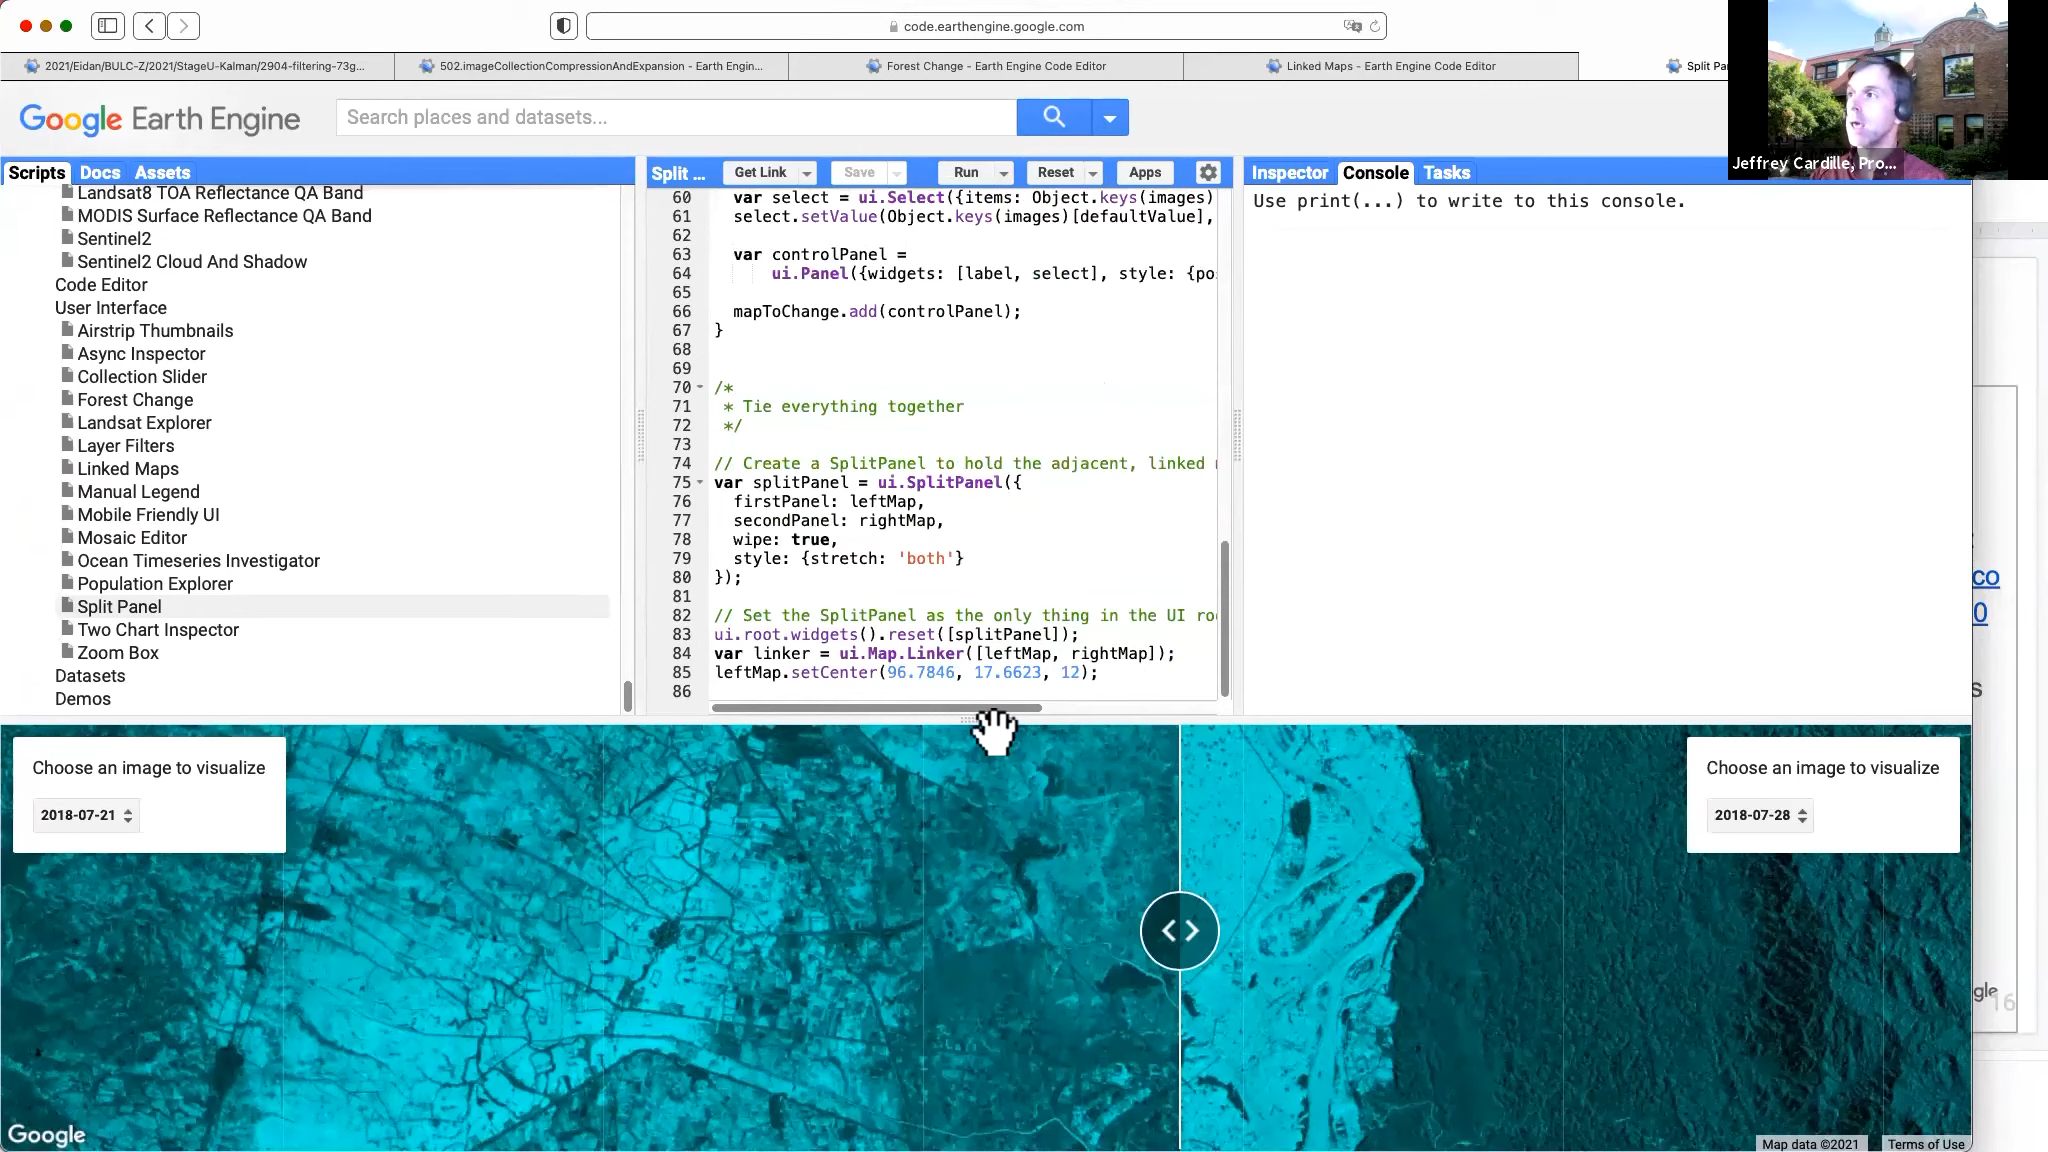 code.earthengine.google.com
2021/Eidan/BULC-Z/2021/StageU-Kalman/2904-filtering-73g...
502.imageCollectionCompressionAndExpansion - Earth Engin...
Forest Change - Earth Engine Code Editor
Linked Maps - Earth Engine Code Editor
Split Pa
Google Earth Engine
Search places and datasets...
Jeffrey Cardille, Pro...
Scripts Docs Assets
Split ... Get Link Save Run Reset Apps
Inspector Console Tasks
Landsat8 TOA Reflectance QA Band
MODIS Surface Reflectance QA Band
Sentinel2
Sentinel2 Cloud And Shadow
Code Editor
User Interface
Airstrip Thumbnails
Async Inspector
Collection Slider
Forest Change
Landsat Explorer
Layer Filters
Linked Maps
Manual Legend
Mobile Friendly UI
Mosaic Editor
Ocean Timeseries Investigator
Population Explorer
Split Panel
Two Chart Inspector
Zoom Box
Datasets
Demos
60 var select = ui.Select({items: Object.keys(images)
61 select.setValue(Object.keys(images)[defaultValue],
62
63 var controlPanel =
64 ui.Panel({widgets: [label, select], style: {po
65
66 mapToChange.add(controlPanel);
67 }
68
69
70 /*
71 * Tie everything together
72 */
73
74 // Create a SplitPanel to hold the adjacent, linked
75 var splitPanel = ui.SplitPanel({
76 firstPanel: leftMap,
77 secondPanel: rightMap,
78 wipe: true,
79 style: {stretch: 'both'}
80 });
81
82 // Set the SplitPanel as the only thing in the UI ro
83 ui.root.widgets().reset([splitPanel]);
84 var linker = ui.Map.Linker([leftMap, rightMap]);
85 leftMap.setCenter(96.7846, 17.6623, 12);
86
Use print(...) to write to this console.
co
0
s
gle
16
Choose an image to visualize
2018-07-21
Choose an image to visualize
2018-07-28
Google
Map data ©2021
Terms of Use